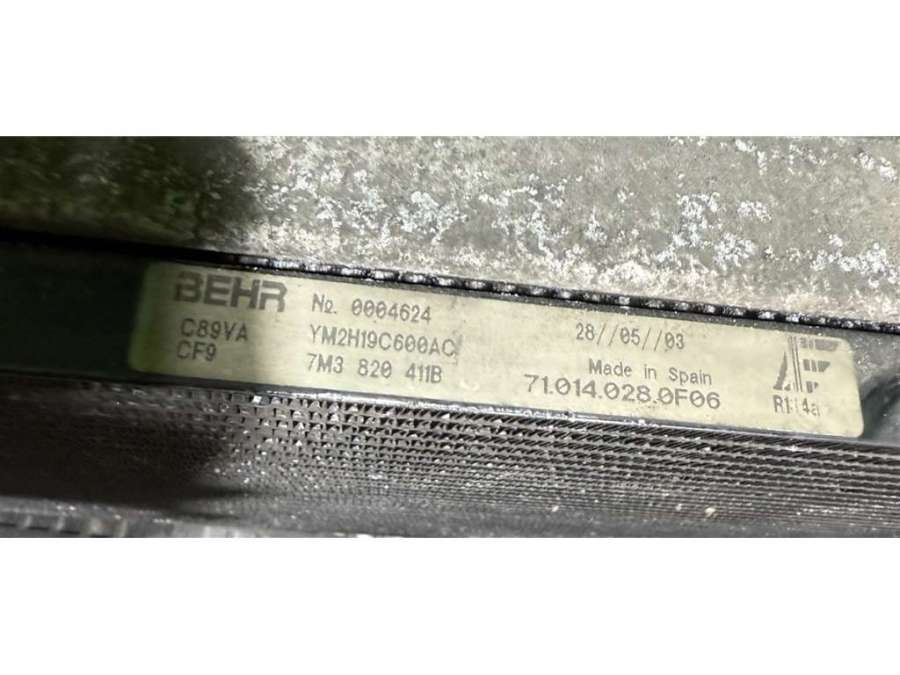 BEHR
№ 0004624
C89VA
CF9
YM2H19C600AC
7M3 820 411B
28//05//03
Made in Spain
71.014.028.0F06